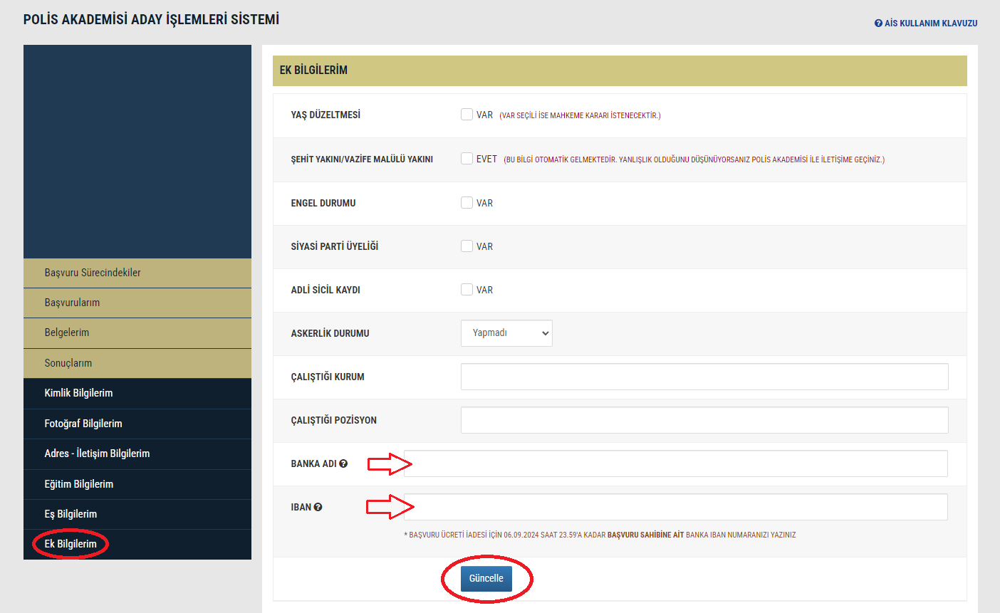 POLİS AKADEMİSİ ADAY İŞLEMLERİ SİSTEMİ
AİS KULLANIM KLAVUZU
Başvuru Sürecindekiler
Başvurularım
Belgelerim
Sonuçlarım
Kimlik Bilgilerim
Fotoğraf Bilgilerim
Adres - İletişim Bilgilerim
Eğitim Bilgilerim
Eş Bilgilerim
Ek Bilgilerim
EK BİLGİLERİM
YAŞ DÜZELTMESİ VAR (VAR SEÇİLİ İSE MAHKEME KARARI İSTENECEKTİR.)
ŞEHİT YAKINI/VAZİFE MALÜLÜ YAKINI EVET (BU BİLGİ OTOMATİK GELMEKTEDİR. YANLIŞLIK OLDUĞUNU DÜŞÜNÜYORSANIZ POLİS AKADEMİSİ İLE İLETİŞİME GEÇİNİZ.)
ENGEL DURUMU VAR
SİYASİ PARTİ ÜYELİĞİ VAR
ADLİ SİCİL KAYDI VAR
ASKERLİK DURUMU Yapmadı
ÇALIŞTIĞI KURUM
ÇALIŞTIĞI POZİSYON
BANKA ADI
IBAN
* BAŞVURU ÜCRETİ İADESİ İÇİN 06.09.2024 SAAT 23.59'A KADAR BAŞVURU SAHİBİNE AİT BANKA IBAN NUMARANIZI YAZINIZ
Güncelle